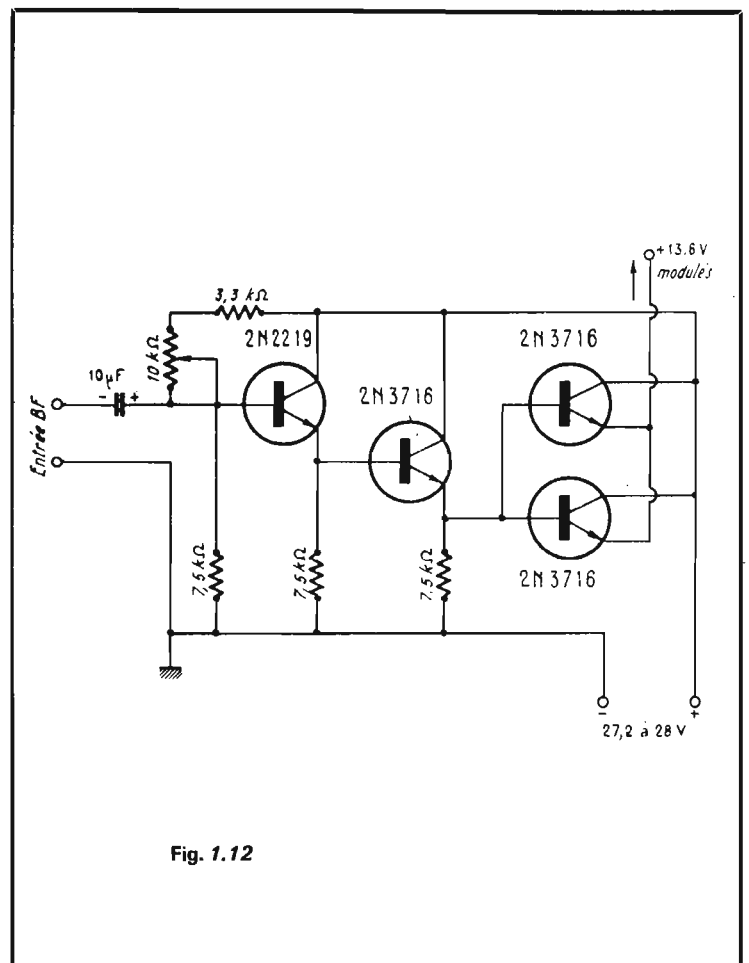 +13.6 V
modulés
3,3 kΩ
2N2219
2N3716
10 kΩ
10µF
- +
2N3716
Entrée BF
7,5 kΩ
7,5 kΩ
7,5 kΩ
2N3716
- +
27,2 à 28 V
Fig. 1.12